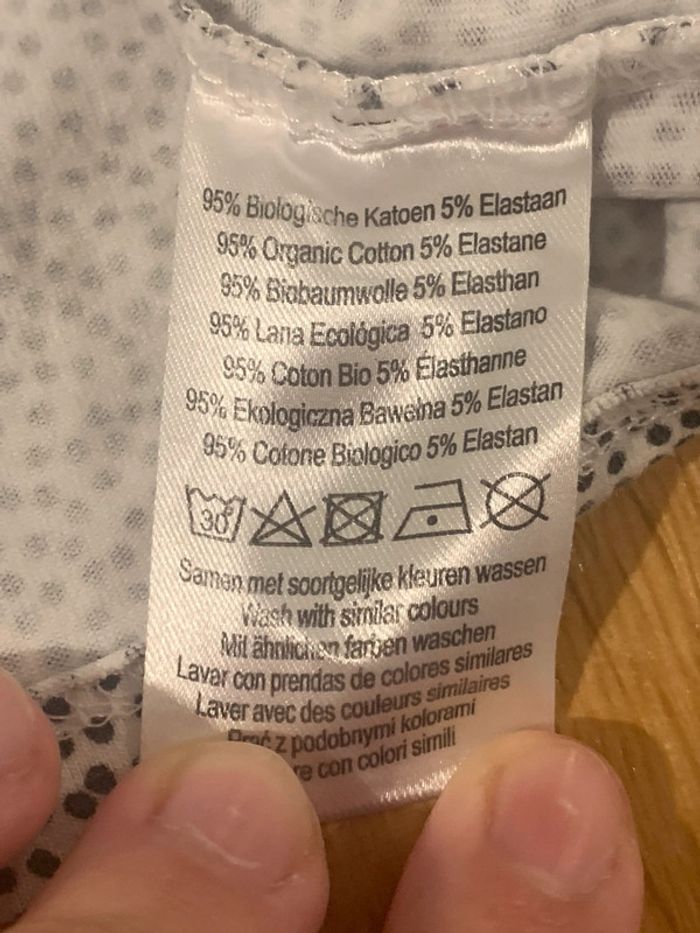 95% Biologische Katoen 5% Elastaan
95% Organic Cotton 5% Elastane
95% Biobaumwolle 5% Elasthan
95% Lana Ecológica 5% Elastano
95% Coton Bio 5% Élasthanne
95% Ekologiczna Bawełna 5% Elastan
95% Cotone Biologico 5% Elastan
30°
Samen met soortgelijke kleuren wassen
Wash with similar colours
Mit ähnlichen farben waschen
Lavar con prendas de colores similares
Laver avec des couleurs similaires
Prać z podobnymi kolorami
con colori simili